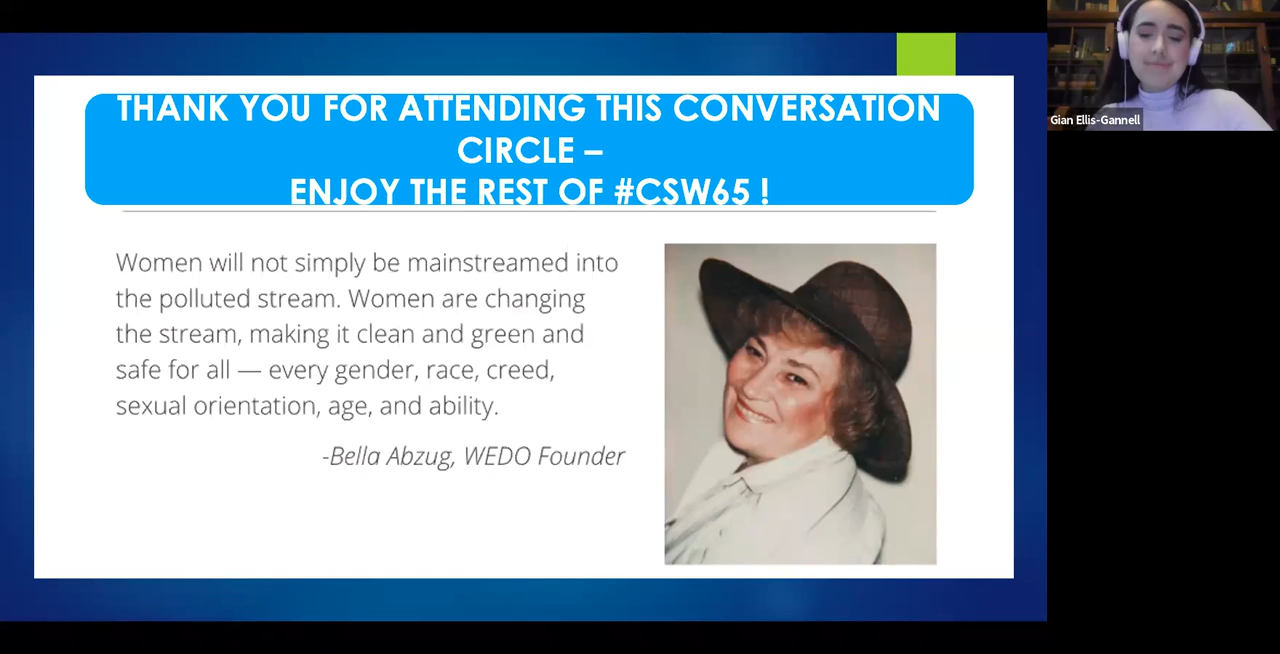 THANK YOU FOR ATTENDING THIS CONVERSATION
CIRCLE –
ENJOY THE REST OF #CSW65 !
Women will not simply be mainstreamed into
the polluted stream. Women are changing
the stream, making it clean and green and
safe for all — every gender, race, creed,
sexual orientation, age, and ability.
-Bella Abzug, WEDO Founder
Gian Ellis-Gannell